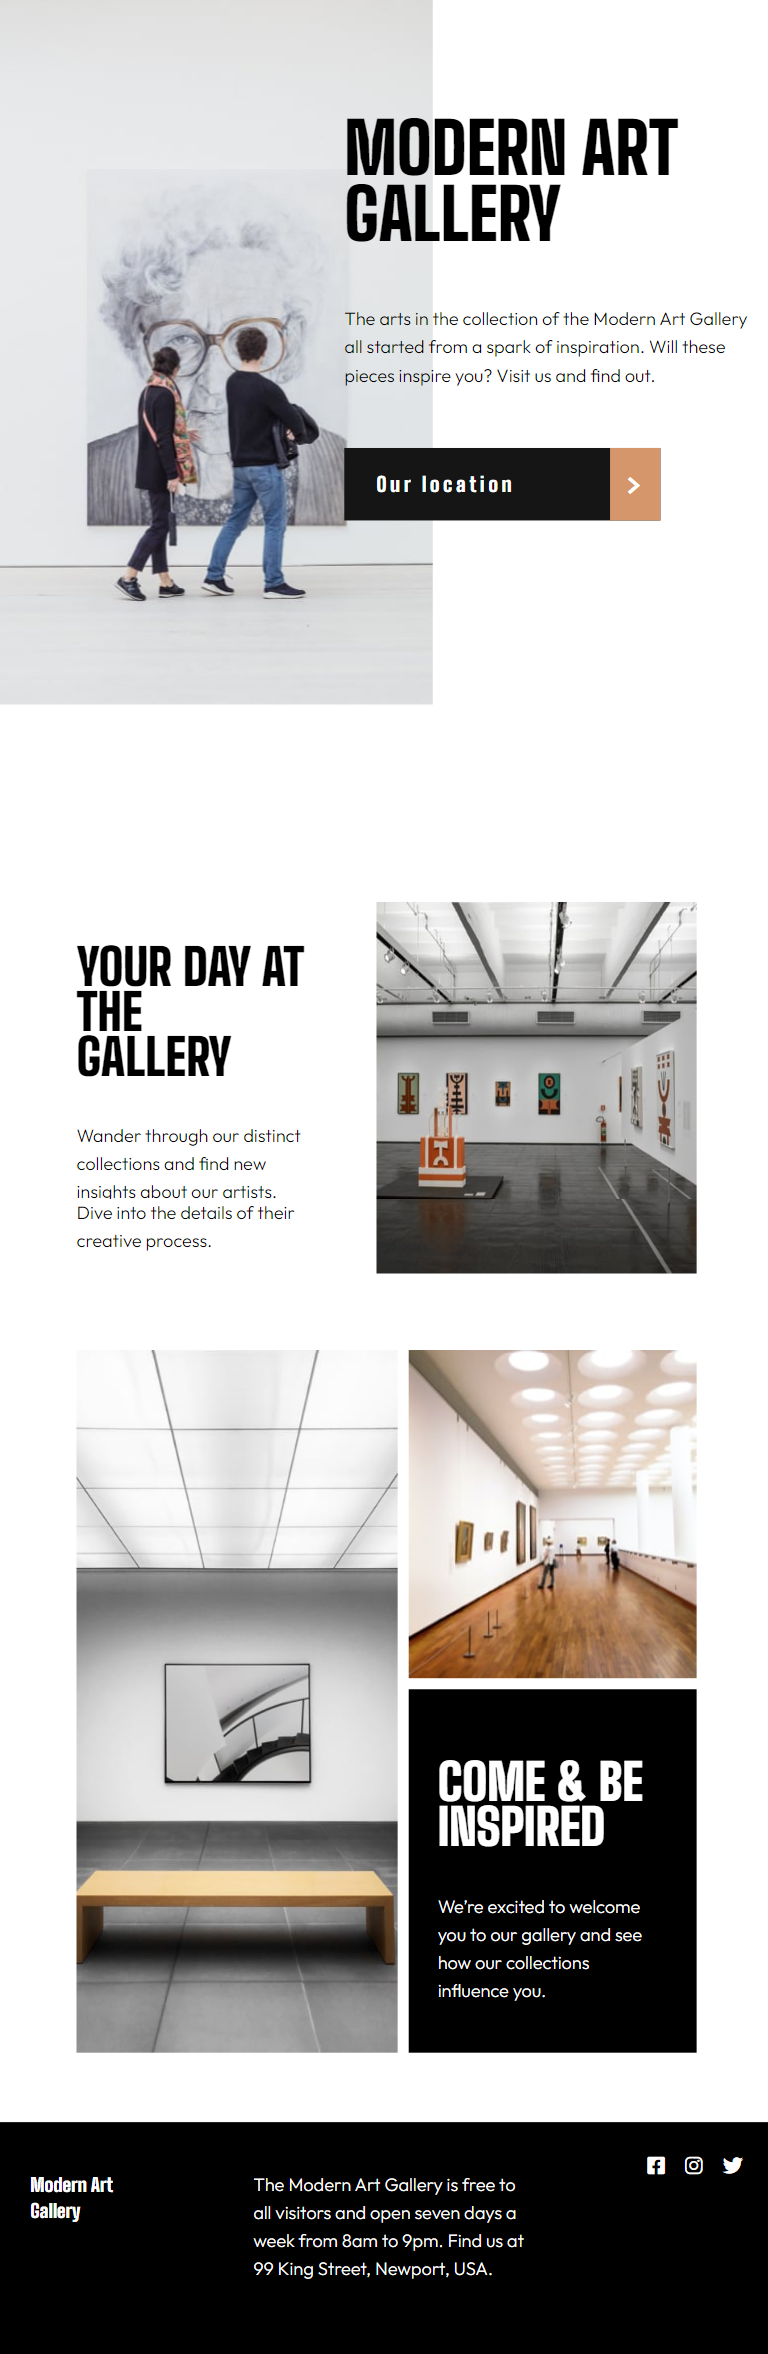 MODERN ART
GALLERY
The arts in the collection of the Modern Art Gallery
all started from a spark of inspiration. Will these
pieces inspire you? Visit us and find out.
Our location
YOUR DAY AT
THE
GALLERY
Wander through our distinct
collections and find new
insights about our artists.
Dive into the details of their
creative process.
COME & BE
INSPIRED
We’re excited to welcome
you to our gallery and see
how our collections
influence you.
Modern Art
Gallery
The Modern Art Gallery is free to
all visitors and open seven days a
week from 8am to 9pm. Find us at
99 King Street, Newport, USA.